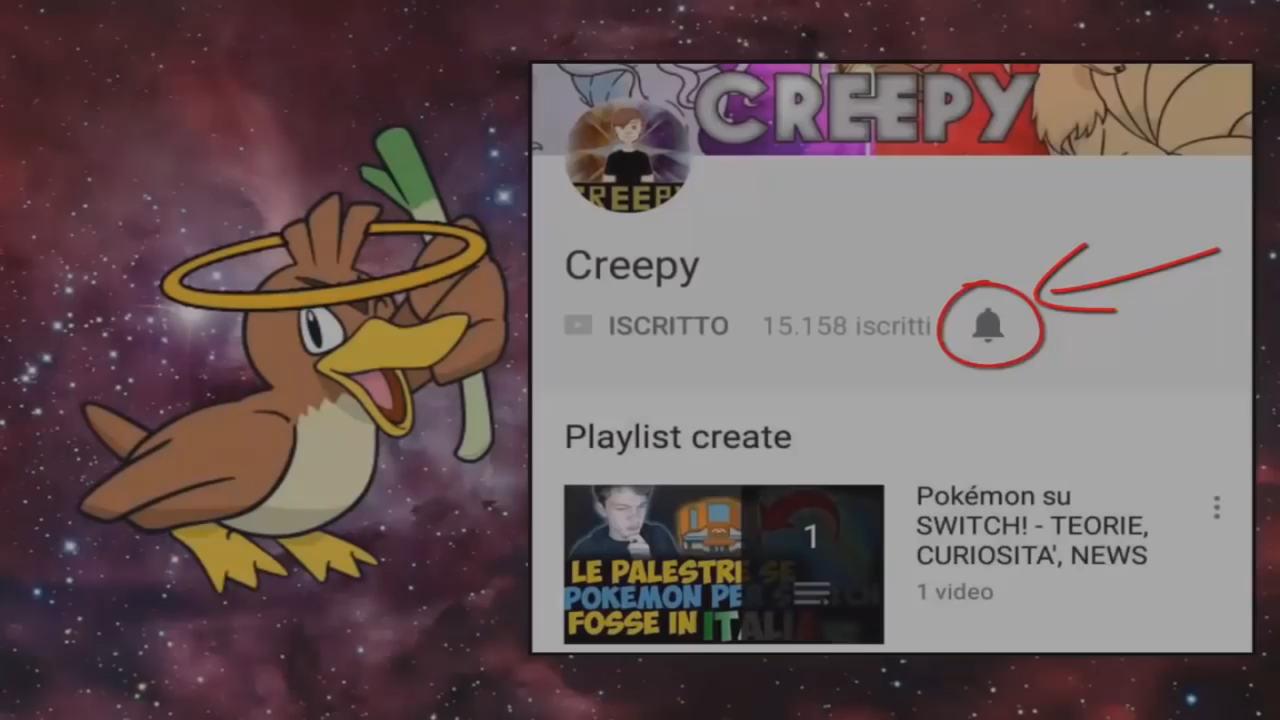 CREEPY
CREEPY
Creepy
ISCRITTO 15.158 iscritti
Playlist create
1
LE PALESTRE SE
POKEMON PER SWITCH
FOSSE IN ITALIA
Pokémon su
SWITCH! - TEORIE,
CURIOSITA', NEWS
1 video